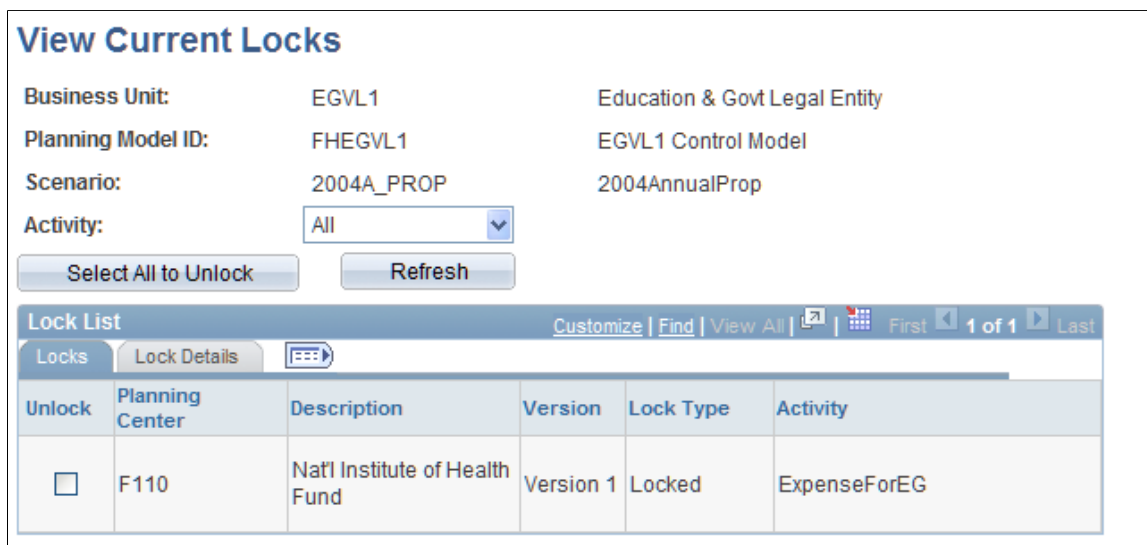 View Current Locks
Business Unit: EGVL1 Education & Govt Legal Entity
Planning Model ID: FHEGVL1 EGVL1 Control Model
Scenario: 2004A_PROP 2004AnnualProp
Activity: All
Select All to Unlock Refresh
Lock List Customize | Find | View All | | First 1 of 1 Last
Locks Lock Details
Unlock Planning Center Description Version Lock Type Activity
F110 Nat'l Institute of Health Fund Version 1 Locked ExpenseForEG